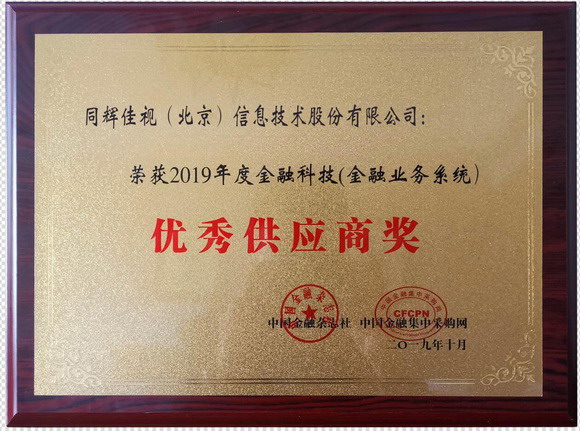 同辉佳视（北京）信息技术股份有限公司：
荣获2019年度金融科技(金融业务系统)
优秀供应商奖
中国金融杂志社 中国金融集中采购网
CFCPN
二〇一九年十月